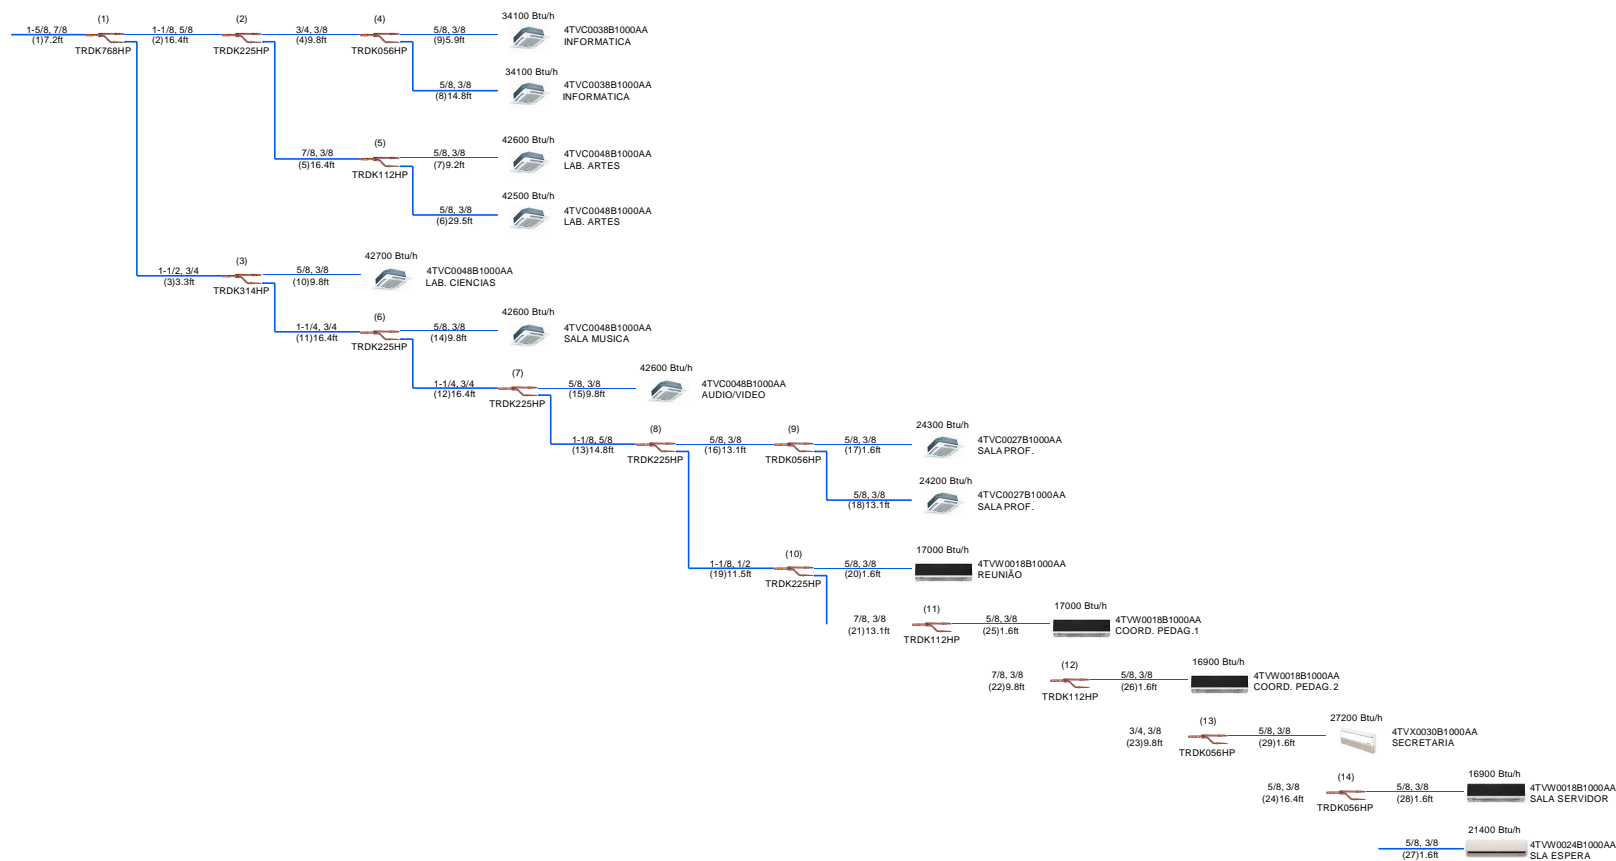 (1)
(2)
(4)
34100 Btu/h
1-5/8, 7/8
1-1/8, 5/8
3/4, 3/8
5/8, 3/8
4TVC0038B1000AA
(1)7.2ft
(2)16.4ft
(4)9.8ft
(9)5.9ft
INFORMATICA
TRDK768HP
TRDK225HP
TRDK056HP
34100 Btu/h
5/8, 3/8
4TVC0038B1000AA
(8)14.8ft
INFORMATICA
42600 Btu/h
(5)
7/8, 3/8
5/8, 3/8
4TVC0048B1000AA
(5)16.4ft
(7)9.2ft
LAB. ARTES
TRDK112HP
42500 Btu/h
5/8, 3/8
4TVC0048B1000AA
(6)29.5ft
LAB. ARTES
42700 Btu/h
(3)
1-1/2, 3/4
5/8, 3/8
4TVC0048B1000AA
(3)3.3ft
(10)9.8ft
LAB. CIENCIAS
TRDK314HP
42600 Btu/h
(6)
1-1/4, 3/4
5/8, 3/8
4TVC0048B1000AA
(11)16.4ft
(14)9.8ft
SALA MUSICA
TRDK225HP
42600 Btu/h
(7)
1-1/4, 3/4
5/8, 3/8
4TVC0048B1000AA
(12)16.4ft
(15)9.8ft
AUDIO/VIDEO
TRDK225HP
24300 Btu/h
(8)
(9)
1-1/8, 5/8
5/8, 3/8
5/8, 3/8
4TVC0027B1000AA
(13)14.8ft
(16)13.1ft
(17)1.6ft
SALA PROF.
TRDK225HP
TRDK056HP
24200 Btu/h
5/8, 3/8
4TVC0027B1000AA
(18)13.1ft
SALA PROF.
17000 Btu/h
(10)
1-1/8, 1/2
5/8, 3/8
4TVW0018B1000AA
(19)11.5ft
(20)1.6ft
REUNIÃO
TRDK225HP
17000 Btu/h
(11)
7/8, 3/8
5/8, 3/8
4TVW0018B1000AA
(21)13.1ft
(25)1.6ft
COORD. PEDAG.1
TRDK112HP
16900 Btu/h
(12)
7/8, 3/8
5/8, 3/8
4TVW0018B1000AA
(22)9.8ft
(26)1.6ft
COORD. PEDAG.2
TRDK112HP
27200 Btu/h
(13)
3/4, 3/8
5/8, 3/8
4TVX0030B1000AA
(23)9.8ft
(29)1.6ft
SECRETARIA
TRDK056HP
16900 Btu/h
(14)
5/8, 3/8
5/8, 3/8
4TVW0018B1000AA
(24)16.4ft
(28)1.6ft
SALA SERVIDOR
TRDK056HP
21400 Btu/h
5/8, 3/8
4TVW0024B1000AA
(27)1.6ft
SLA ESPERA